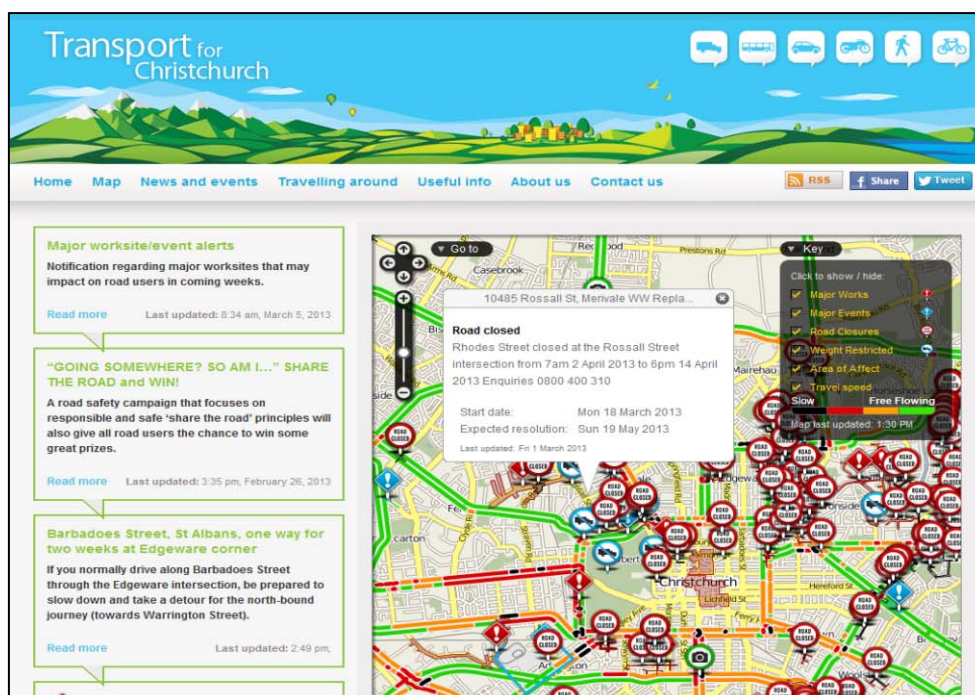 Transport for
Christchurch
Home Map News and events Travelling around Useful info About us Contact us
RSS Share Tweet
Major worksite/event alerts
Notification regarding major worksites that may
impact on road users in coming weeks.
Read more Last updated: 8:34 am, March 5, 2013
“GOING SOMEWHERE? SO AM I...” SHARE
THE ROAD and WIN!
A road safety campaign that focuses on
responsible and safe ‘share the road’ principles will
also give all road users the chance to win some
great prizes.
Read more Last updated: 3:35 pm, February 26, 2013
Barbadoes Street, St Albans, one way for
two weeks at Edgeware corner
If you normally drive along Barbadoes Street
through the Edgeware intersection, be prepared to
slow down and take a detour for the north-bound
journey (towards Warrington Street).
Read more Last updated: 2:49 pm,
Go to
Prestons Rd
Casebrook
10485 Rossall St, Merivale WW Repla...
Road closed
Rhodes Street closed at the Rossall Street
intersection from 7am 2 April 2013 to 6pm 14 April
2013 Enquiries 0800 400 310
Start date: Mon 18 March 2013
Expected resolution: Sun 19 May 2013
Last updated: Fri 1 March 2013
Key
Click to show / hide:
Major Works
Major Events
Road Closures
Weight Restricted
Area of Affect
Travel speed
Slow Free Flowing
Map last updated: 1:30 PM
Mairehau
ROAD CLOSED
Christchurch
Hereford St
Lichfield St